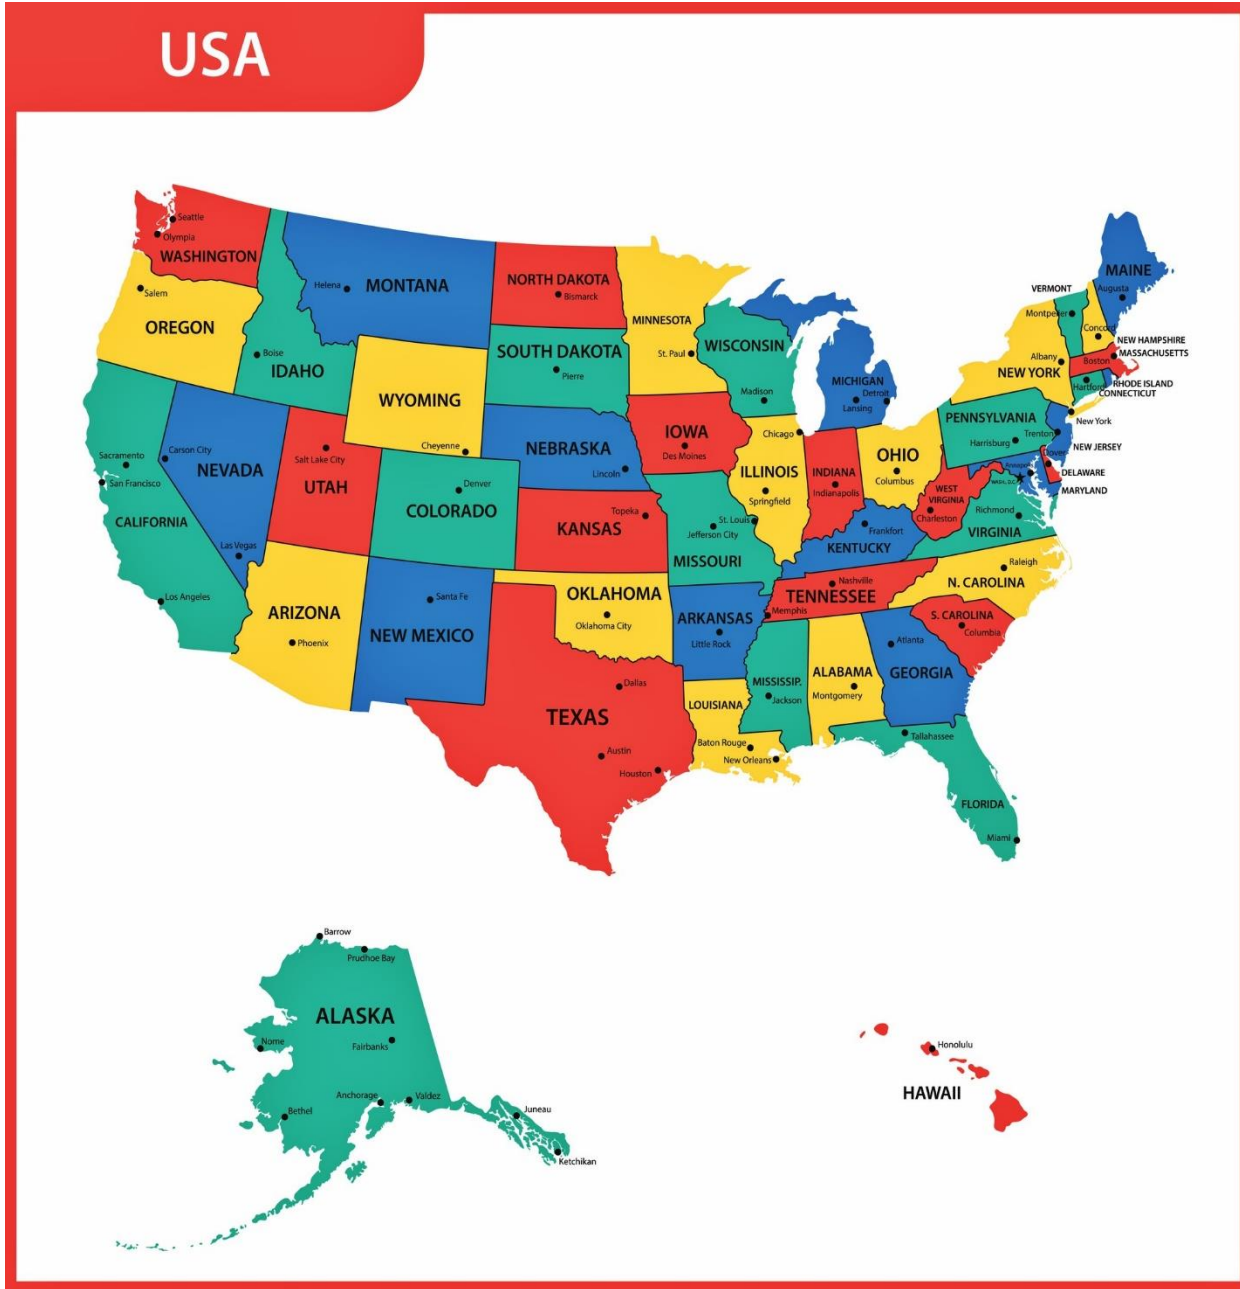 USA
Seattle
Olympia
WASHINGTON
Salem
OREGON
Boise
IDAHO
Helena
MONTANA
NORTH DAKOTA
Bismarck
MINNESOTA
St. Paul
SOUTH DAKOTA
Pierre
WISCONSIN
Madison
MICHIGAN
Detroit
Lansing
WYOMING
Cheyenne
NEBRASKA
Lincoln
IOWA
Des Moines
Chicago
ILLINOIS
Springfield
INDIANA
Indianapolis
OHIO
Columbus
MAINE
Augusta
VERMONT
Montpelier
Concord
NEW HAMPSHIRE
MASSACHUSETTS
Boston
Albany
NEW YORK
Hartford
RHODE ISLAND
CONNECTICUT
New York
PENNSYLVANIA
Harrisburg
Trenton
NEW JERSEY
Dover
DELAWARE
Annapolis
WASH, D.C.
MARYLAND
WEST
VIRGINIA
Charleston
Richmond
VIRGINIA
Sacramento
San Francisco
CALIFORNIA
Los Angeles
Carson City
NEVADA
Las Vegas
Salt Lake City
UTAH
Denver
COLORADO
Topeka
KANSAS
St. Louis
Jefferson City
MISSOURI
Frankfort
KENTUCKY
Nashville
TENNESSEE
Memphis
Raleigh
N. CAROLINA
S. CAROLINA
Columbia
ARIZONA
Phoenix
Santa Fe
NEW MEXICO
OKLAHOMA
Oklahoma City
ARKANSAS
Little Rock
Dallas
TEXAS
Austin
Houston
LOUISIANA
Baton Rouge
New Orleans
MISSISSIP.
Jackson
ALABAMA
Montgomery
Atlanta
GEORGIA
Tallahassee
FLORIDA
Miami
Barrow
Prudhoe Bay
ALASKA
Nome
Fairbanks
Anchorage
Valdez
Bethel
Juneau
Ketchikan
Honolulu
HAWAII